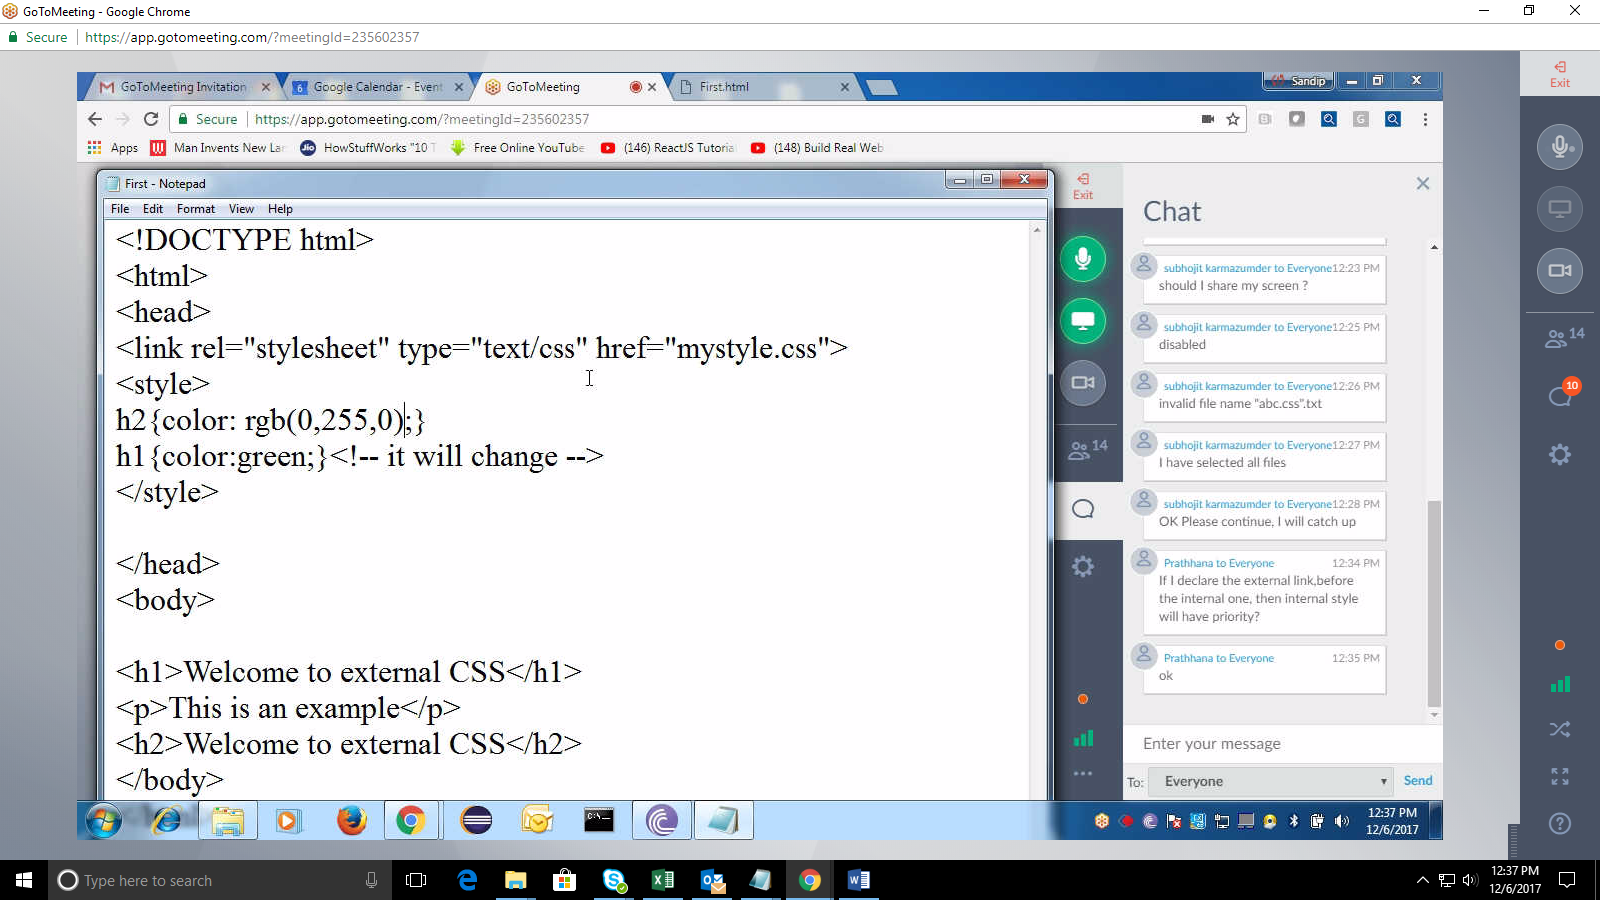 GoToMeeting - Google Chrome
Secure https://app.gotomeeting.com/?meetingId=235602357
GoToMeeting Invitation
6 Google Calendar - Event
GoToMeeting
First.html
Sandip
Secure https://app.gotomeeting.com/?meetingId=235602357
Apps
Man Invents New La
Jio HowStuffWorks "10 T
Free Online YouTube
(146) ReactJS Tutoria
(148) Build Real Web
First - Notepad
File Edit Format View Help
<!DOCTYPE html>
<html>
<head>
<link rel="stylesheet" type="text/css" href="mystyle.css">
<style>
h2{color: rgb(0,255,0);}
h1{color:green;}<!-- it will change -->
</style>
</head>
<body>
<h1>Welcome to external CSS</h1>
<p>This is an example</p>
<h2>Welcome to external CSS</h2>
</body>
Exit
14
Chat
subhojit karmazumder to Everyone 12:23 PM
should I share my screen ?
subhojit karmazumder to Everyone 12:25 PM
disabled
subhojit karmazumder to Everyone 12:26 PM
invalid file name "abc.css".txt
subhojit karmazumder to Everyone 12:27 PM
I have selected all files
subhojit karmazumder to Everyone 12:28 PM
OK Please continue, I will catch up
Prathhana to Everyone 12:34 PM
If I declare the external link,before
the internal one, then internal style
will have priority?
Prathhana to Everyone 12:35 PM
ok
Enter your message
To: Everyone Send
12:37 PM
12/6/2017
Exit
14
10
Type here to search
12:37 PM
12/6/2017